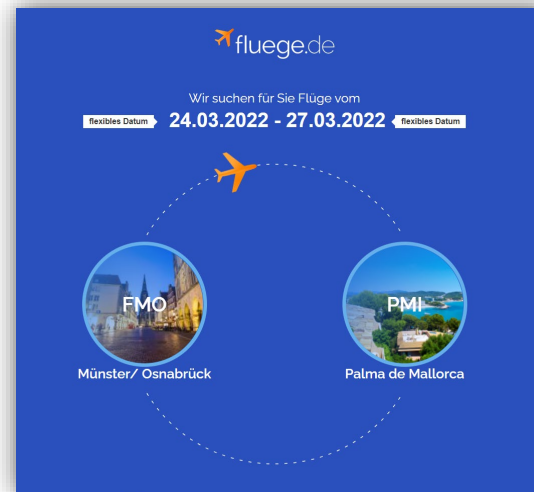 fluege.de
Wir suchen für Sie Flüge vom
flexibles Datum 24.03.2022 - 27.03.2022 flexibles Datum
FMO PMI
Münster/ Osnabrück Palma de Mallorca